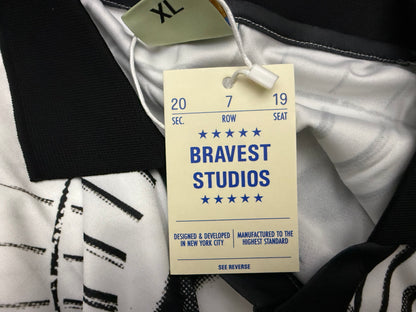 XL
20 7 19
SEC. ROW SEAT
★★★★★
BRAVEST
STUDIOS
★★★★★
DESIGNED & DEVELOPED MANUFACTURED TO THE
IN NEW YORK CITY HIGHEST STANDARD
SEE REVERSE